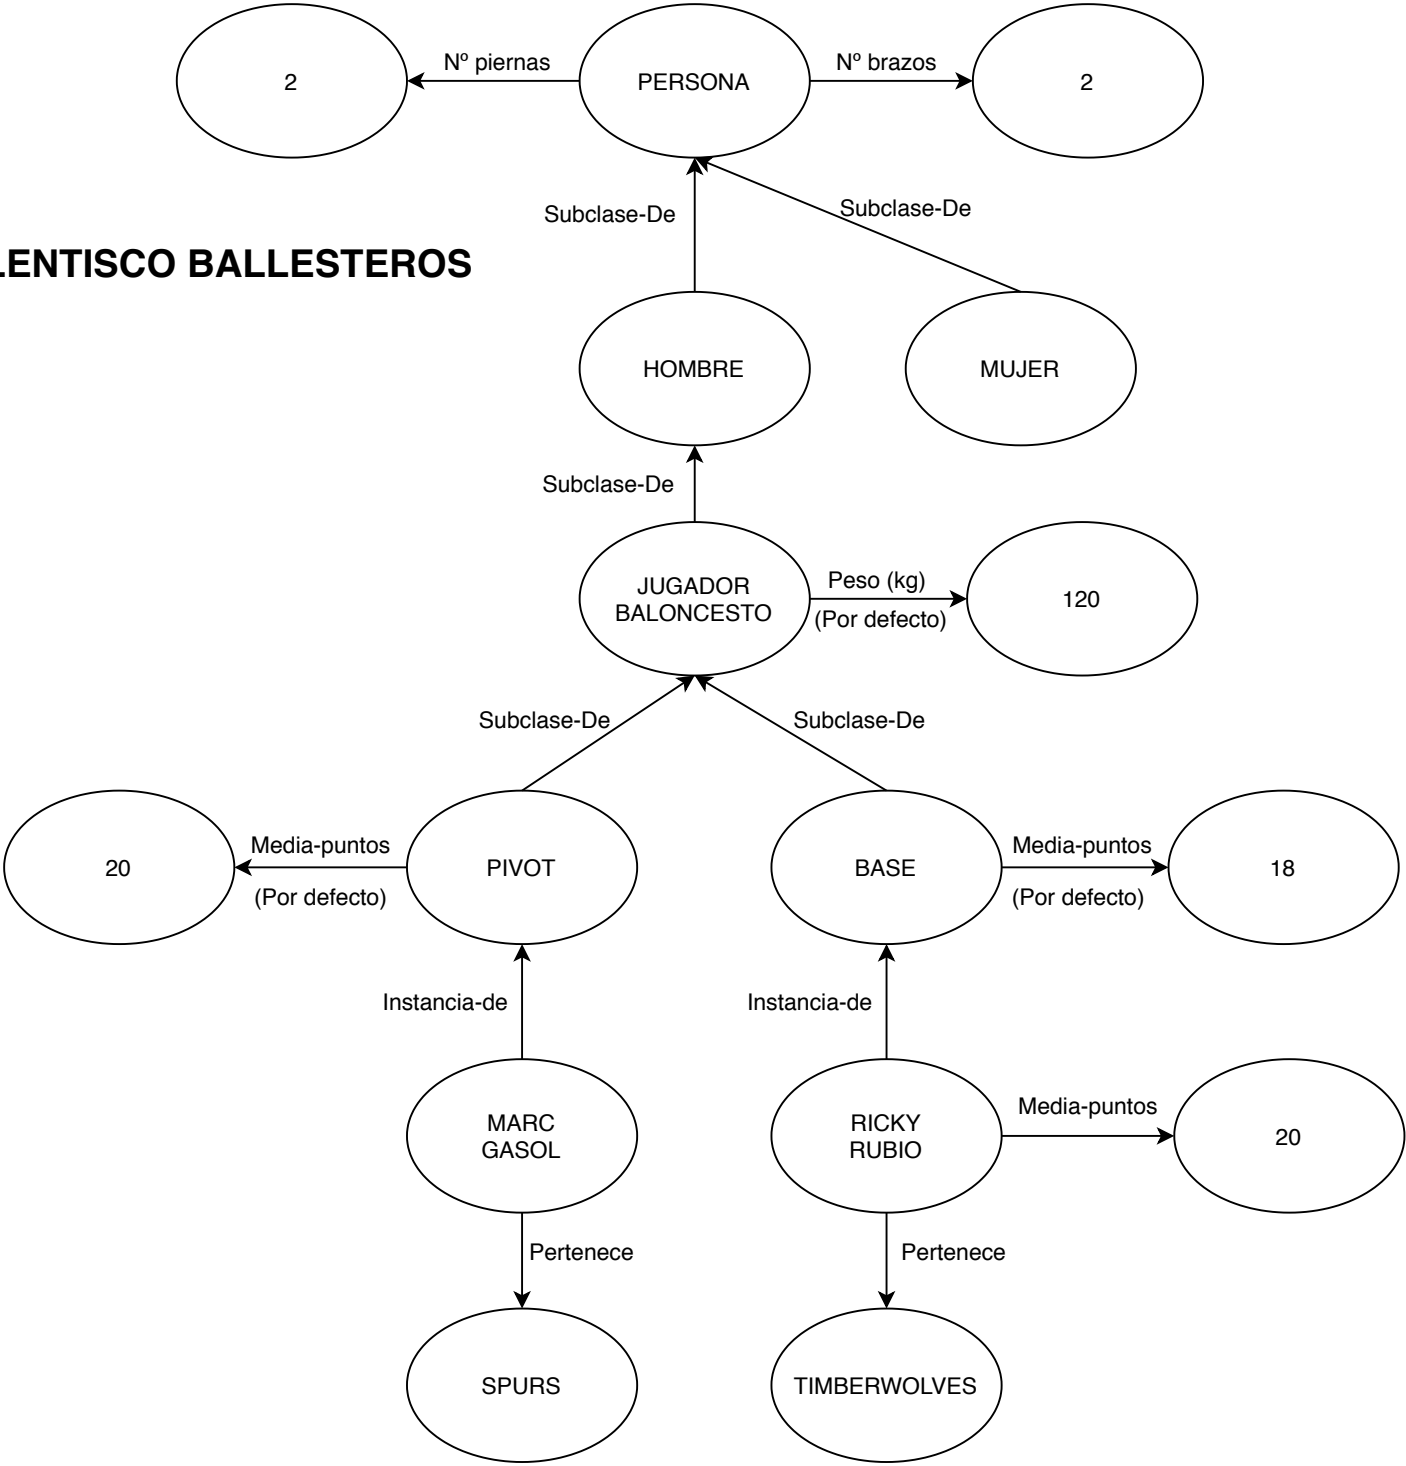 2
Nº piernas
PERSONA
Nº brazos
2
Subclase-De
Subclase-De
LENTISCO BALLESTEROS
HOMBRE
MUJER
Subclase-De
JUGADOR
BALONCESTO
Peso (kg)
(Por defecto)
120
Subclase-De
Subclase-De
20
Media-puntos
(Por defecto)
PIVOT
BASE
Media-puntos
(Por defecto)
18
Instancia-de
Instancia-de
MARC
GASOL
RICKY
RUBIO
Media-puntos
20
Pertenece
Pertenece
SPURS
TIMBERWOLVES